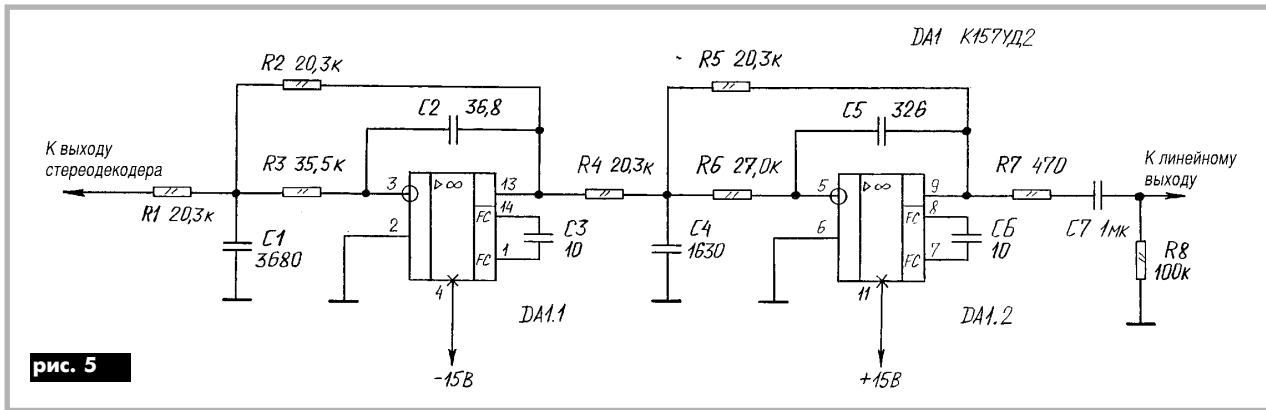 DA1 К157УД2
R2 20,3к
R5 20,3к
C2 36,8
C5 326
К выходу
стереодекодера
R1 20,3к
R3 35,5к
C1
3680
3
2
4
▷∞
FC
FC
13
14
1
C3
10
DA1.1
-15В
R4 20,3к
R6 27,0к
C4
1630
5
6
11
▷∞
FC
FC
9
8
7
C6
10
DA1.2
+15В
R7 470
C7 1мк
К линейному
выходу
R8
100к
рис. 5